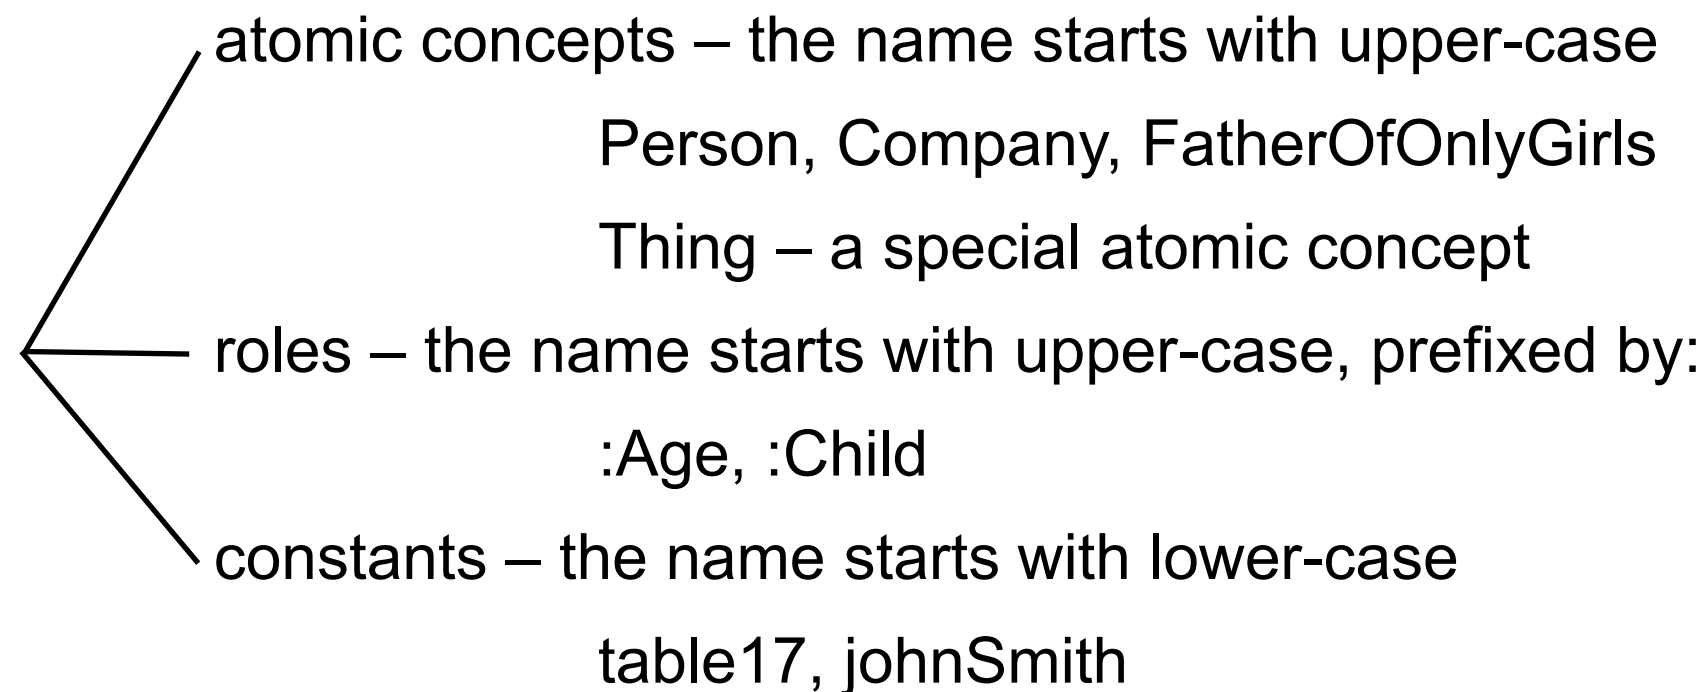 atomic concepts – the name starts with upper-case
Person, Company, FatherOfOnlyGirls
Thing – a special atomic concept
roles – the name starts with upper-case, prefixed by:
:Age, :Child
constants – the name starts with lower-case
table17, johnSmith